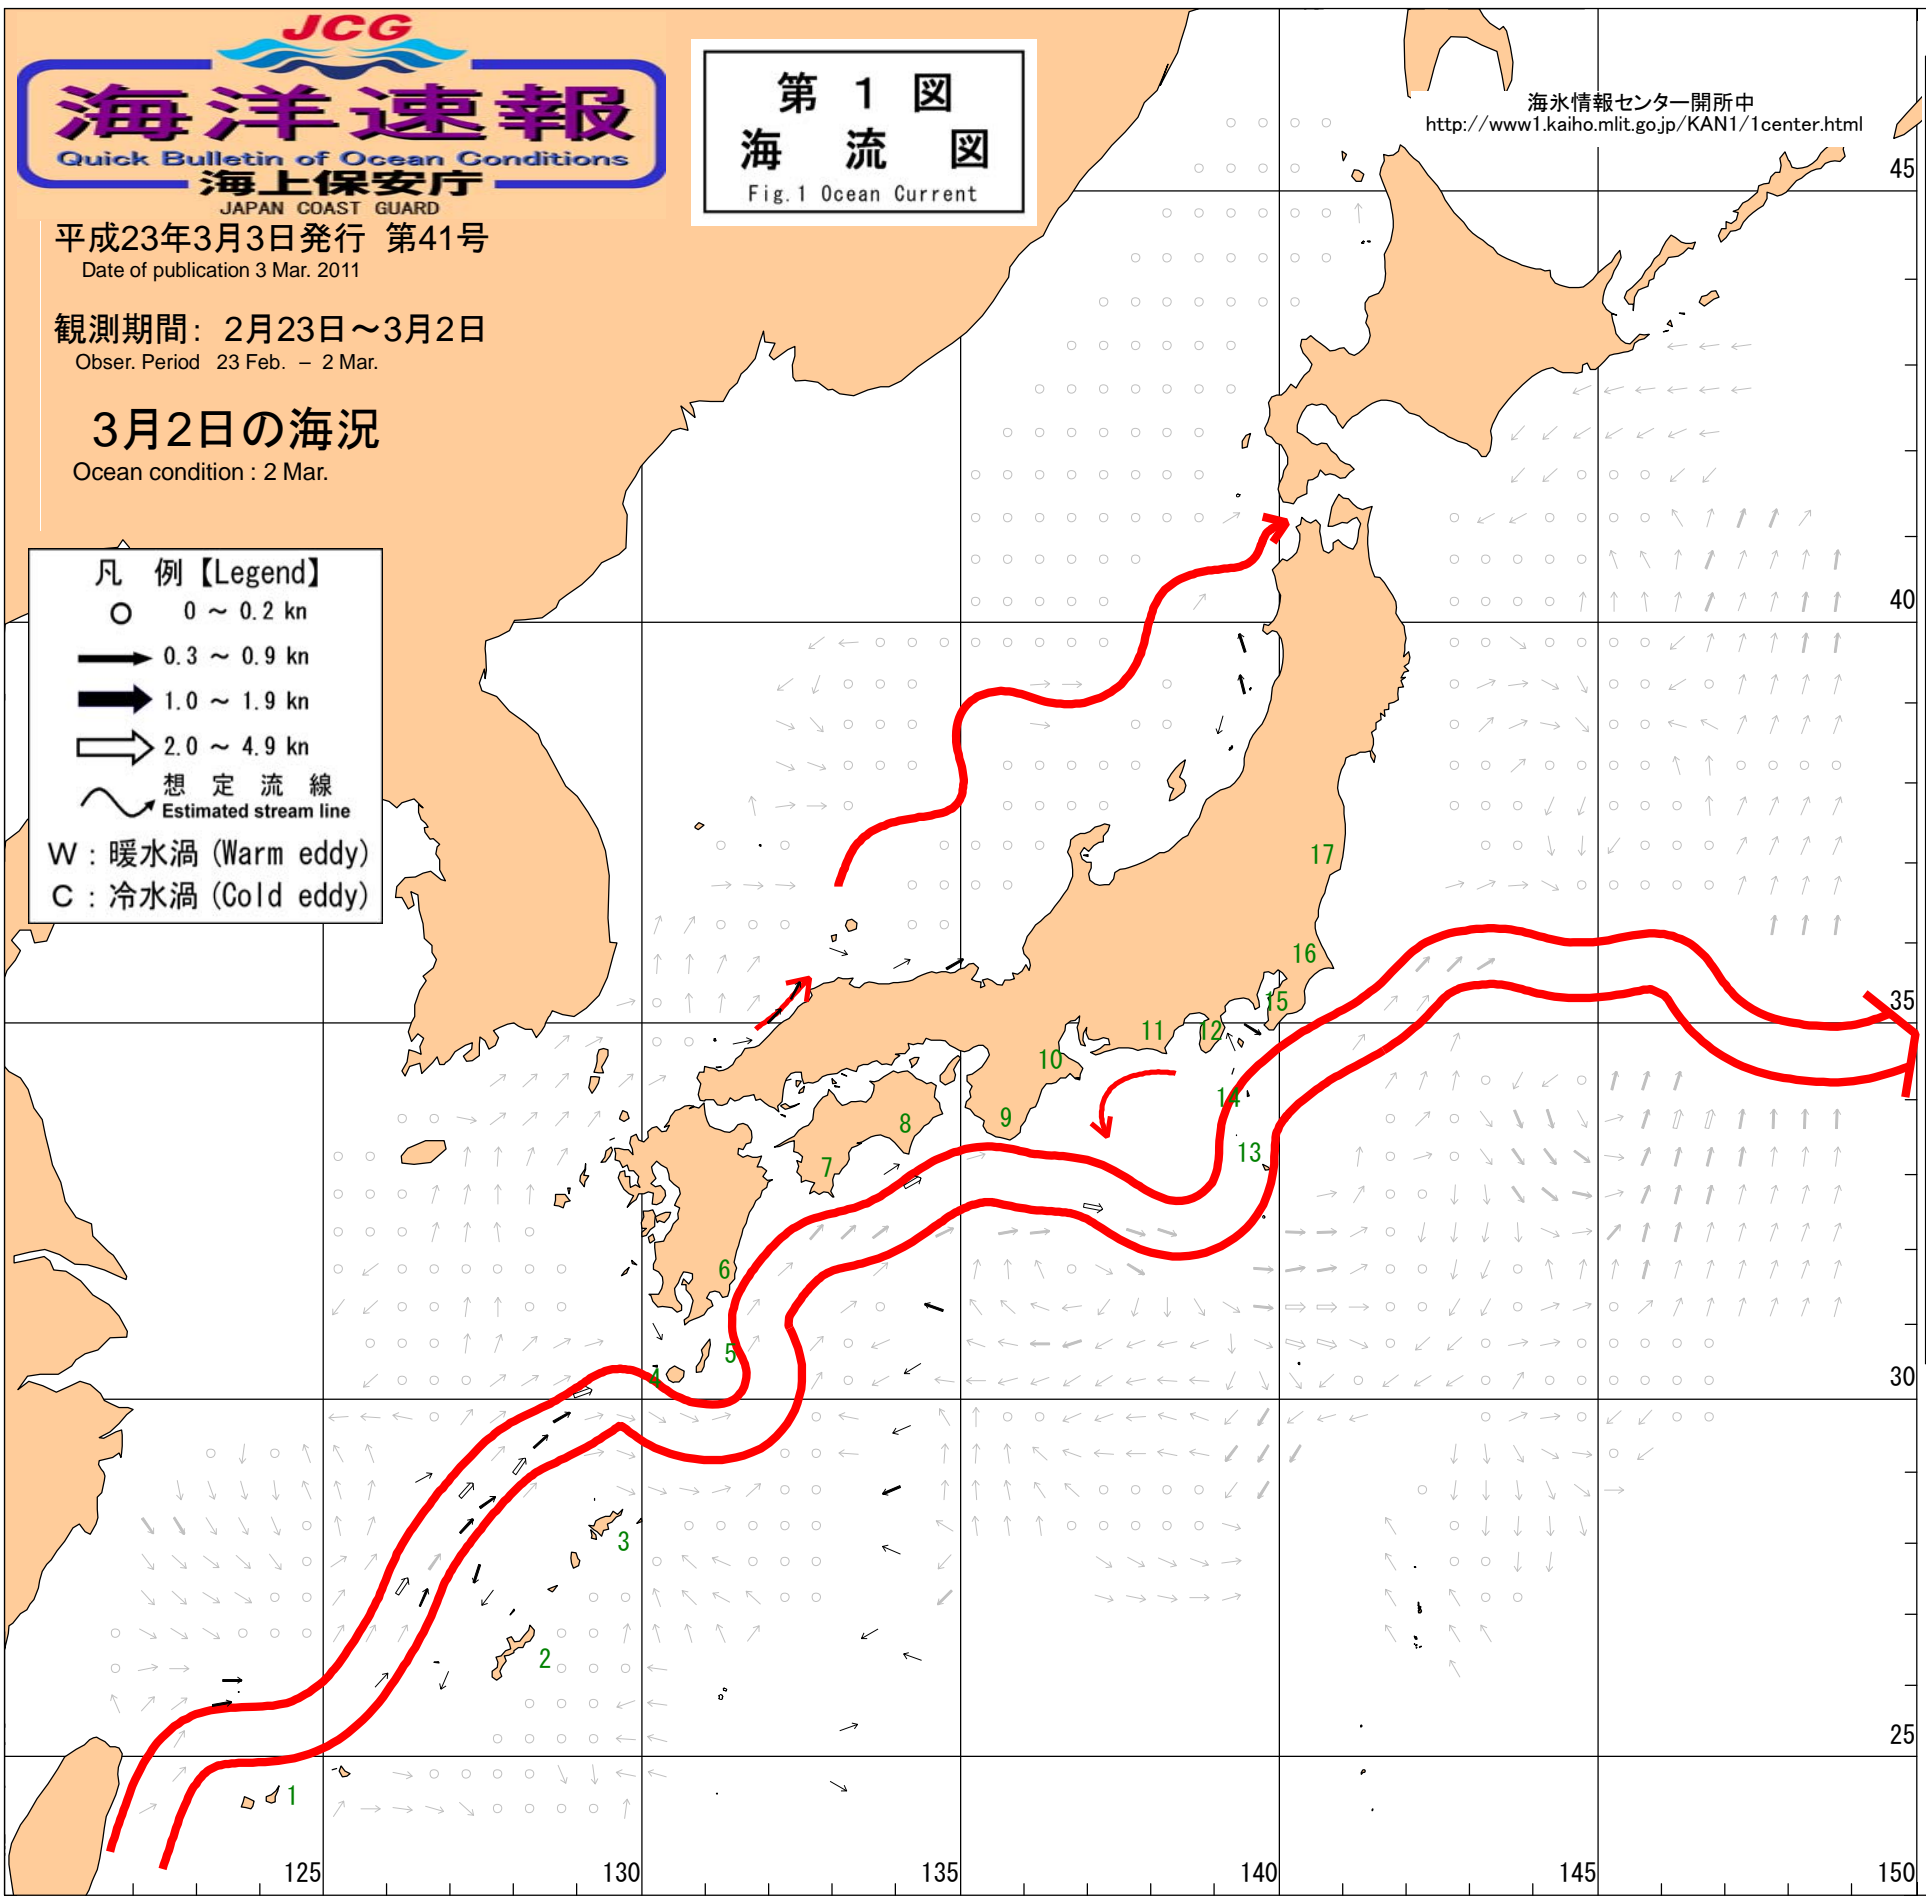 JCG
海洋速報
Quick Bulletin of Ocean Conditions
海上保安庁
JAPAN COAST GUARD
平成23年3月3日発行 第41号
Date of publication 3 Mar. 2011
観測期間: 2月23日～3月2日
Obser. Period 23 Feb. – 2 Mar.
3月2日の海況
Ocean condition : 2 Mar.
第 1 図
海 流 図
Fig.1 Ocean Current
海氷情報センター開所中
http://www1.kaiho.mlit.go.jp/KAN1/1center.html
凡 例【Legend】
0 ～ 0.2 kn
0.3 ～ 0.9 kn
1.0 ～ 1.9 kn
2.0 ～ 4.9 kn
想 定 流 線
Estimated stream line
W : 暖水渦 (Warm eddy)
C : 冷水渦 (Cold eddy)
45
40
35
30
25
17
16
15
12
11
10
14
9
8
13
7
6
5
4
3
2
1
125
130
135
140
145
150